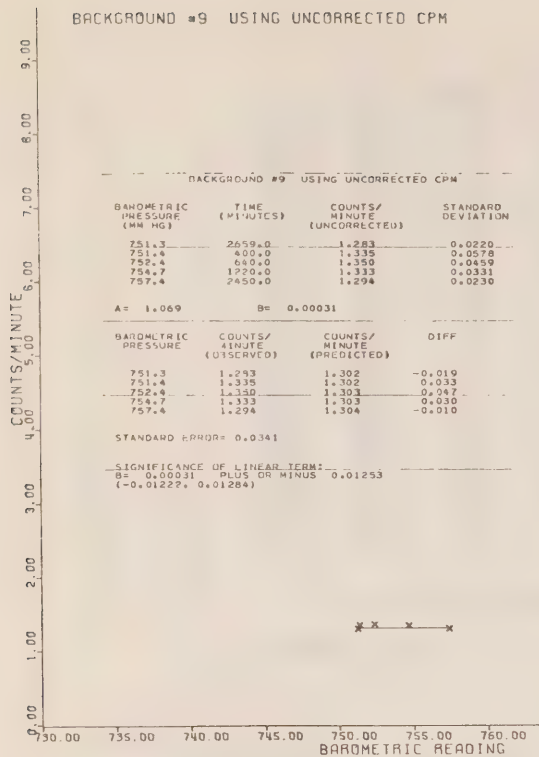 BACKGROUND #9 USING UNCORRECTED CPM
BACKGROUND #9 USING UNCORRECTED CPM
BAROMETRIC TIME COUNTS/ STANDARD
PRESSURE (MINUTES) MINUTE DEVIATION
(MM HG) (UNCORRECTED)
751.3 2659.0 1.283 0.0220
751.4 400.0 1.335 0.0578
752.4 640.0 1.350 0.0459
754.7 1220.0 1.333 0.0331
757.4 2450.0 1.294 0.0230
A= 1.069 B= 0.00031
BAROMETRIC COUNTS/ COUNTS/ DIFF
PRESSURE MINUTE MINUTE
(OBSERVED) (PREDICTED)
751.3 1.283 1.302 -0.019
751.4 1.335 1.302 0.033
752.4 1.350 1.303 0.047
754.7 1.333 1.303 0.030
757.4 1.294 1.304 -0.010
STANDARD ERROR= 0.0341
SIGNIFICANCE OF LINEAR TERM:
B= 0.00031 PLUS OR MINUS 0.01253
(-0.01222, 0.01284)
COUNTS/MINUTE
9.00
8.00
7.00
6.00
5.00
4.00
3.00
2.00
1.00
0.00
730.00 735.00 740.00 745.00 750.00 755.00 760.00
BAROMETRIC READING